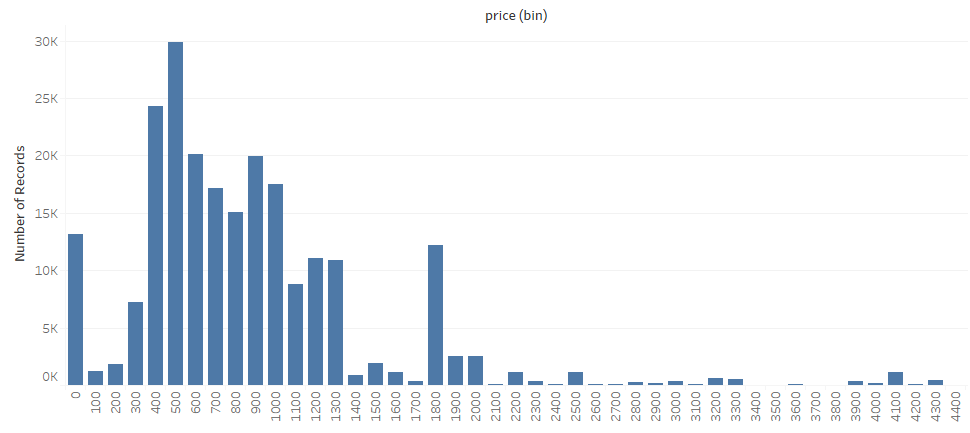 price (bin)
Number of Records
30K
25K
20K
15K
10K
5K
0K
0 100 200 300 400 500 600 700 800 900 1000 1100 1200 1300 1400 1500 1600 1700 1800 1900 2000 2100 2200 2300 2400 2500 2600 2700 2800 2900 3000 3100 3200 3300 3400 3500 3600 3700 3800 3900 4000 4100 4200 4300 4400